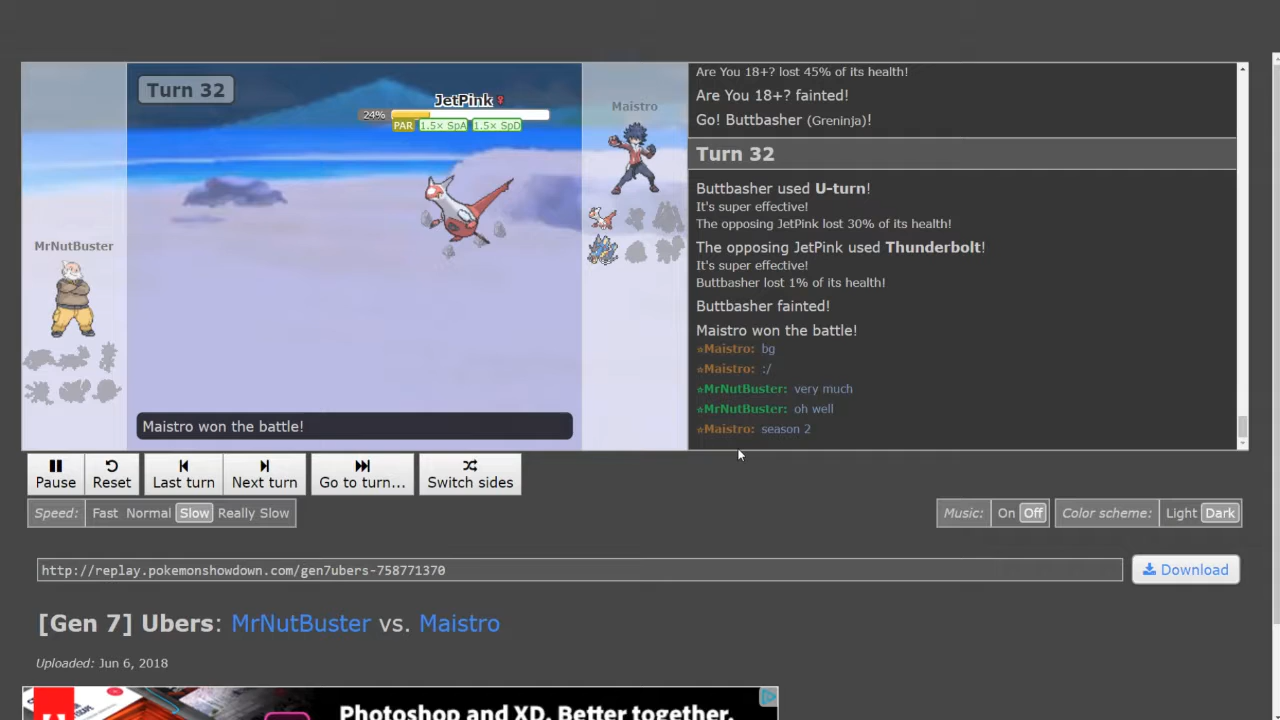 Turn 32
JetPink
24%
PAR 1.5× SpA 1.5× SpD
Maistro
MrNutBuster
Maistro won the battle!
Are You 18+? lost 45% of its health!
Are You 18+? fainted!
Go! Buttbasher (Greninja)!
Turn 32
Buttbasher used U-turn!
It's super effective!
The opposing JetPink lost 30% of its health!
The opposing JetPink used Thunderbolt!
It's super effective!
Buttbasher lost 1% of its health!
Buttbasher fainted!
Maistro won the battle!
☆Maistro: bg
☆Maistro: :/
☆MrNutBuster: very much
☆MrNutBuster: oh well
☆Maistro: season 2
Pause Reset Last turn Next turn Go to turn... Switch sides
Speed: Fast Normal Slow Really Slow
Music: On Off Color scheme: Light Dark
http://replay.pokemonshowdown.com/gen7ubers-758771370
Download
[Gen 7] Ubers: MrNutBuster vs. Maistro
Uploaded: Jun 6, 2018
Photoshop and XD. Better together.